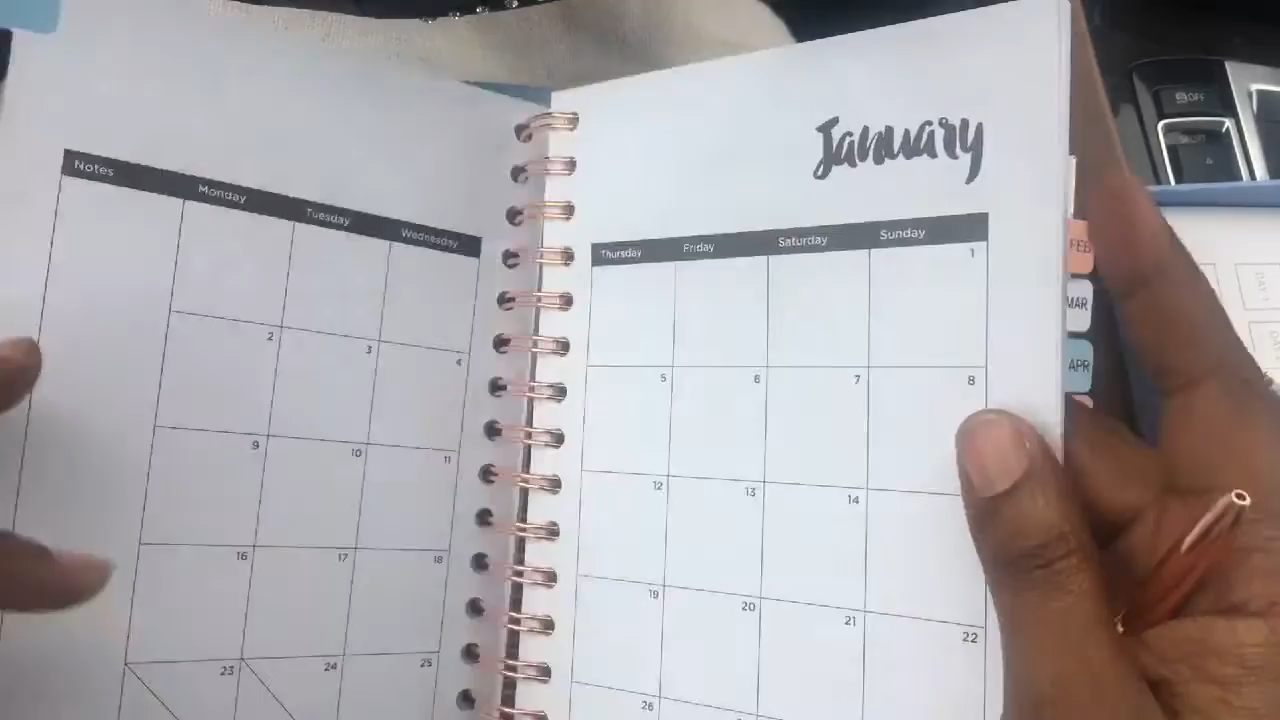 January
Notes Monday Tuesday Wednesday Thursday Friday Saturday Sunday
1
2 3 4 5 6 7 8
9 10 11 12 13 14
16 17 18 19 20 21 22
23 24 25 26
FEB
MAR
APR
OFF